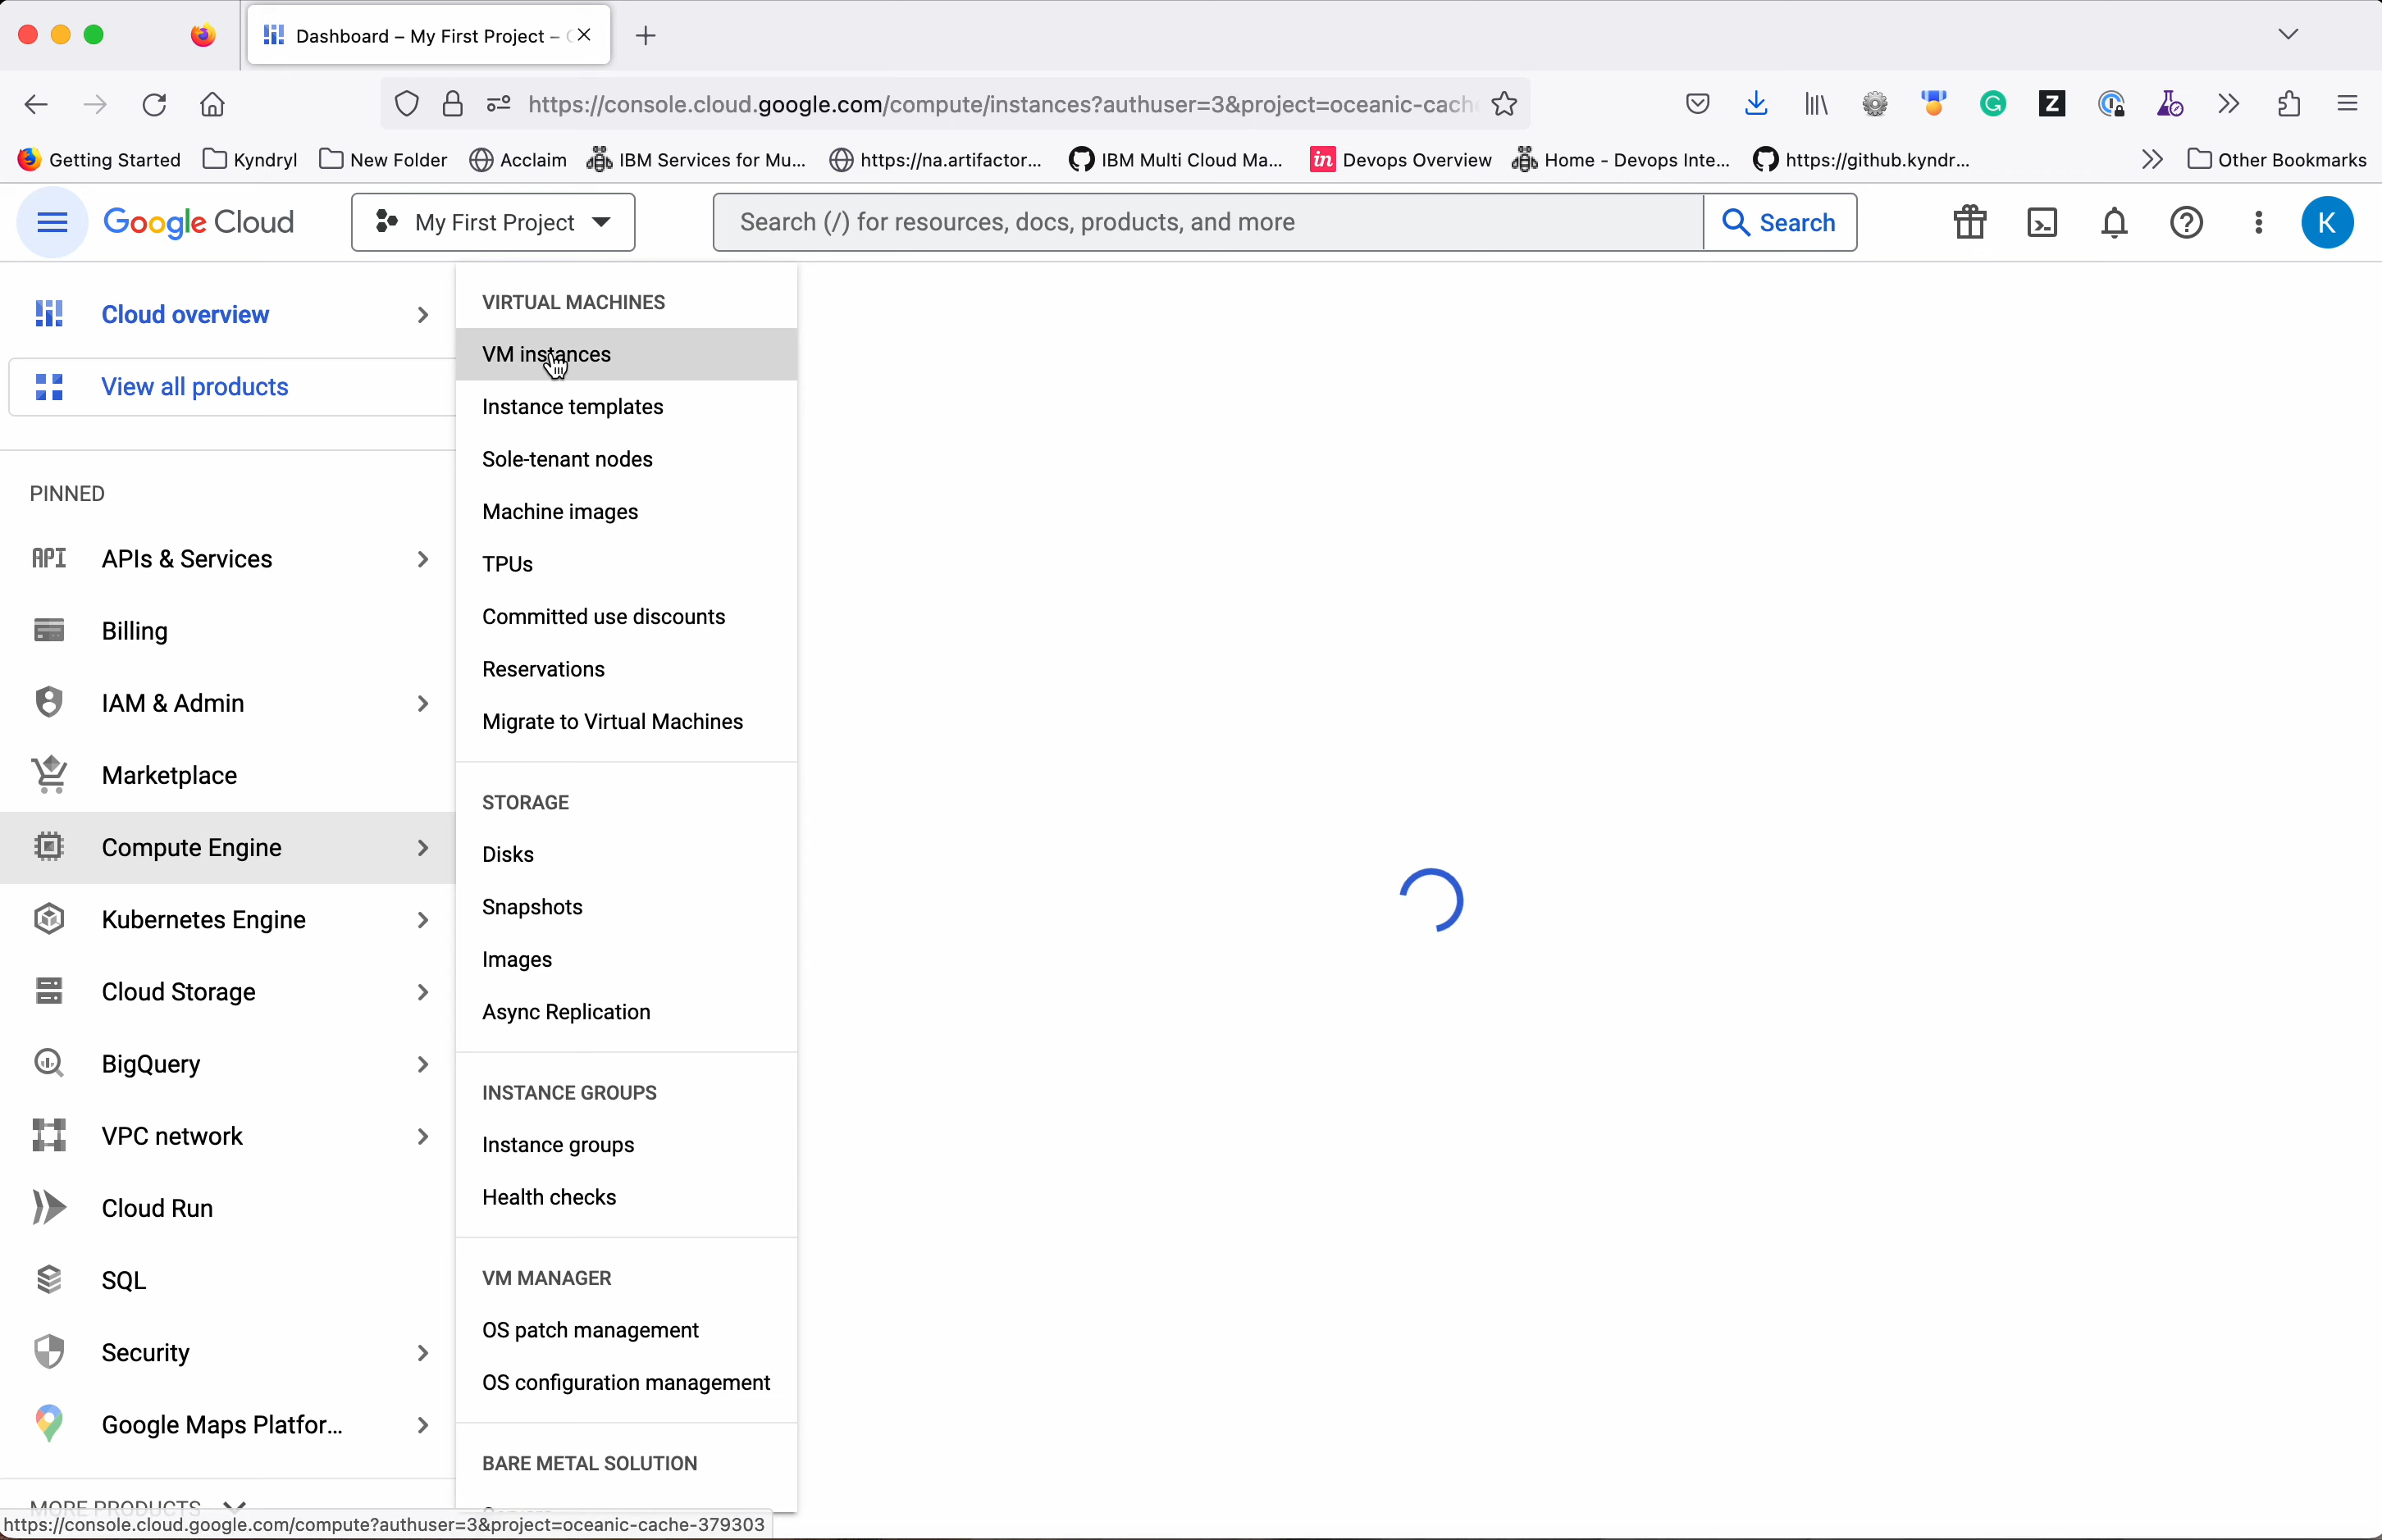 Dashboard – My First Project –
https://console.cloud.google.com/compute/instances?authuser=3&project=oceanic-cach
Getting Started
Kyndryl
New Folder
Acclaim
IBM Services for Mu...
https://na.artifactor...
IBM Multi Cloud Ma...
in Devops Overview
Home - Devops Inte...
https://github.kyndr...
Other Bookmarks
Google Cloud
My First Project
Search (/) for resources, docs, products, and more
Search
K
Cloud overview
View all products
PINNED
API APIs & Services
Billing
IAM & Admin
Marketplace
Compute Engine
Kubernetes Engine
Cloud Storage
BigQuery
VPC network
Cloud Run
SQL
Security
Google Maps Platfor...
MORE PRODUCTS
VIRTUAL MACHINES
VM instances
Instance templates
Sole-tenant nodes
Machine images
TPUs
Committed use discounts
Reservations
Migrate to Virtual Machines
STORAGE
Disks
Snapshots
Images
Async Replication
INSTANCE GROUPS
Instance groups
Health checks
VM MANAGER
OS patch management
OS configuration management
BARE METAL SOLUTION
https://console.cloud.google.com/compute?authuser=3&project=oceanic-cache-379303